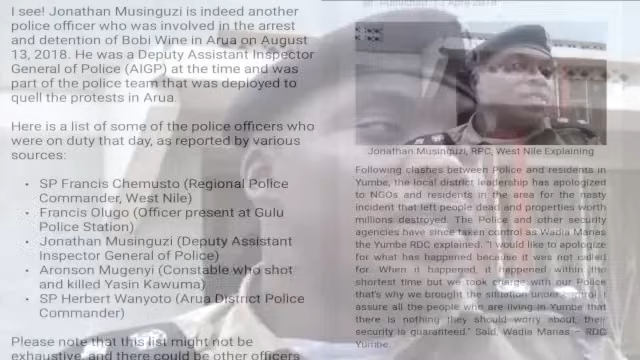 I see! Jonathan Musinguzi is indeed another
police officer who was involved in the arrest
and detention of Bobi Wine in Arua on August
13, 2018. He was a Deputy Assistant Inspector
General of Police (AIGP) at the time and was
part of the police team that was deployed to
quell the protests in Arua.
Here is a list of some of the police officers who
were on duty that day, as reported by various
sources:
• SP Francis Chemusto (Regional Police
Commander, West Nile)
• Francis Olugo (Officer present at Gulu
Police Station)
• Jonathan Musinguzi (Deputy Assistant
Inspector General of Police)
• Aronson Mugenyi (Constable who shot
and killed Yasin Kawuma)
• SP Herbert Wanyoto (Arua District Police
Commander)
Please note that this list might not be
exhaustive, and there could be other officers
Jonathan Musinguzi, RPC, West Nile Explaining
Following clashes between Police and residents in
Yumbe, the local district leadership has apologized
to NGOs and residents in the area for the nasty
incident that left people dead and properties worth
millions destroyed. The Police and other security
agencies have since taken control as Wadia Marias
the Yumbe RDC explained. "I would like to apologize
for what has happened because it was not called
for. When it happened, it happened within the
shortest time but we took charge with our Police
that's why we brought the situation under control. I
assure all the people who are living in Yumbe that
there is nothing they should worry about, their
security is guaranteed." Said, Wadia Marias – RDC
Yumbe.